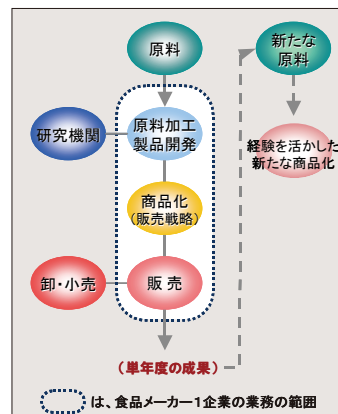 原料
新たな
原料
研究機関
原料加工
製品開発
経験を活かした
新たな商品化
商品化
(販売戦略)
卸・小売
販売
(単年度の成果)
は、食品メーカー1企業の業務の範囲